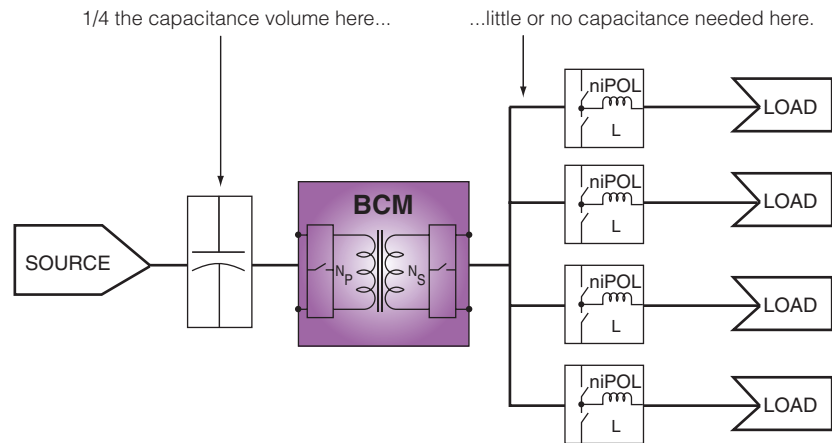 1/4 the capacitance volume here...
...little or no capacitance needed here.
niPOL
L
LOAD
niPOL
L
LOAD
BCM
SOURCE
NP
NS
niPOL
L
LOAD
niPOL
L
LOAD